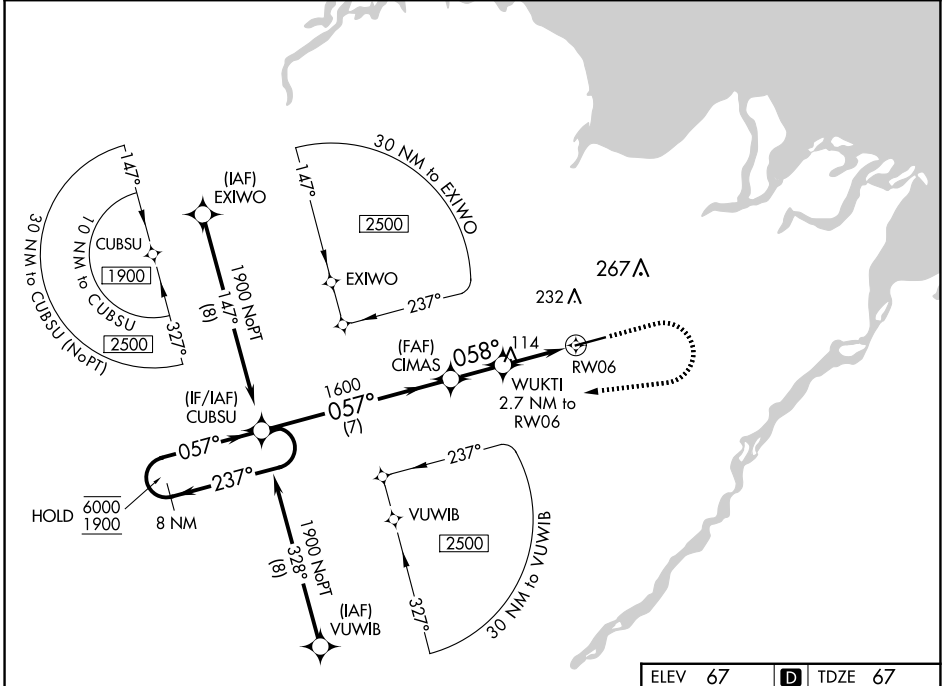 30 NM to EXIWO
147°
2500
EXIWO
237°
(IAF)
EXIWO
147°
CUBSU
1900
10 NM to CUBSU
2500
327°
30 NM to CUBSU (NoPT)
1900 NoPT
147°
(8)
267
232
114
(FAF)
CIMAS
058°
RW06
WUKTI
2.7 NM to
RW06
(IF/IAF)
CUBSU
1600
057°
(7)
057°
237°
HOLD 6000
1900
8 NM
237°
VUWIB
2500
327°
30 NM to VUWIB
1900 NoPT
328°
(8)
(IAF)
VUWIB
ELEV 67 D TDZE 67